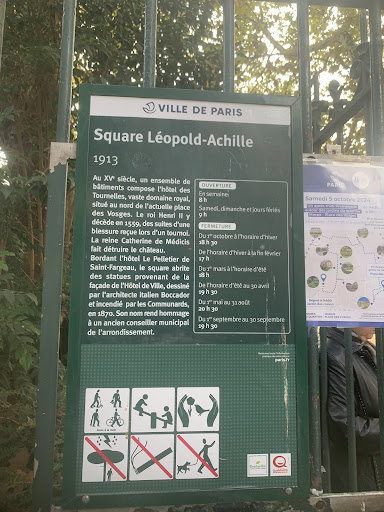 VILLE DE PARIS
Square Léopold-Achille
1913
Au XVe siècle, un ensemble de
bâtiments compose l'hôtel des
Tournelles, vaste domaine royal,
situé au nord de l'actuelle place
des Vosges. Le roi Henri II y
décède en 1559, des suites d'une
blessure reçue lors d'un tournoi.
La reine Catherine de Médicis
fait détruire le château.
Bordant l'hôtel Le Pelletier de
Saint-Fargeau, le square abrite
des statues provenant de la
façade de l'Hôtel de Ville, dessiné
par l'architecte italien Boccador
et incendié par les Communards,
en 1870. Son nom rend hommage
à un ancien conseiller municipal
de l'arrondissement.
OUVERTURE
En semaine
8 h
Samedi, dimanche et jours fériés
9 h
FERMETURE
Du 1er octobre à l'horaire d'hiver
18 h 30
De l'horaire d'hiver à fin février
17 h
Du 1er mars à l'horaire d'été
18 h
De l'horaire d'été au 30 avril
19 h 30
Du 1er mai au 31 août
20 h 30
Du 1er septembre au 30 septembre
19 h 30
paris.fr
PARIS
Samedi 5 octobre 2024